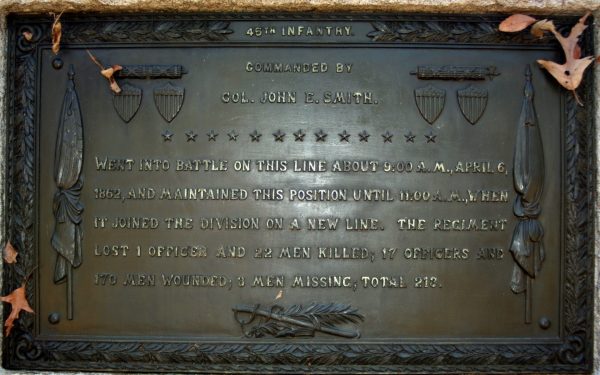 45TH INFANTRY.
COMMANDED BY
COL. JOHN E. SMITH.
WENT INTO BATTLE ON THIS LINE ABOUT 9:00 A.M., APRIL 6,
1862, AND MAINTAINED THIS POSITION UNTIL 11:00 A.M., WHEN
IT JOINED THE DIVISION ON A NEW LINE. THE REGIMENT
LOST 1 OFFICER AND 22 MEN KILLED; 17 OFFICERS AND
170 MEN WOUNDED; 3 MEN MISSING; TOTAL 213.